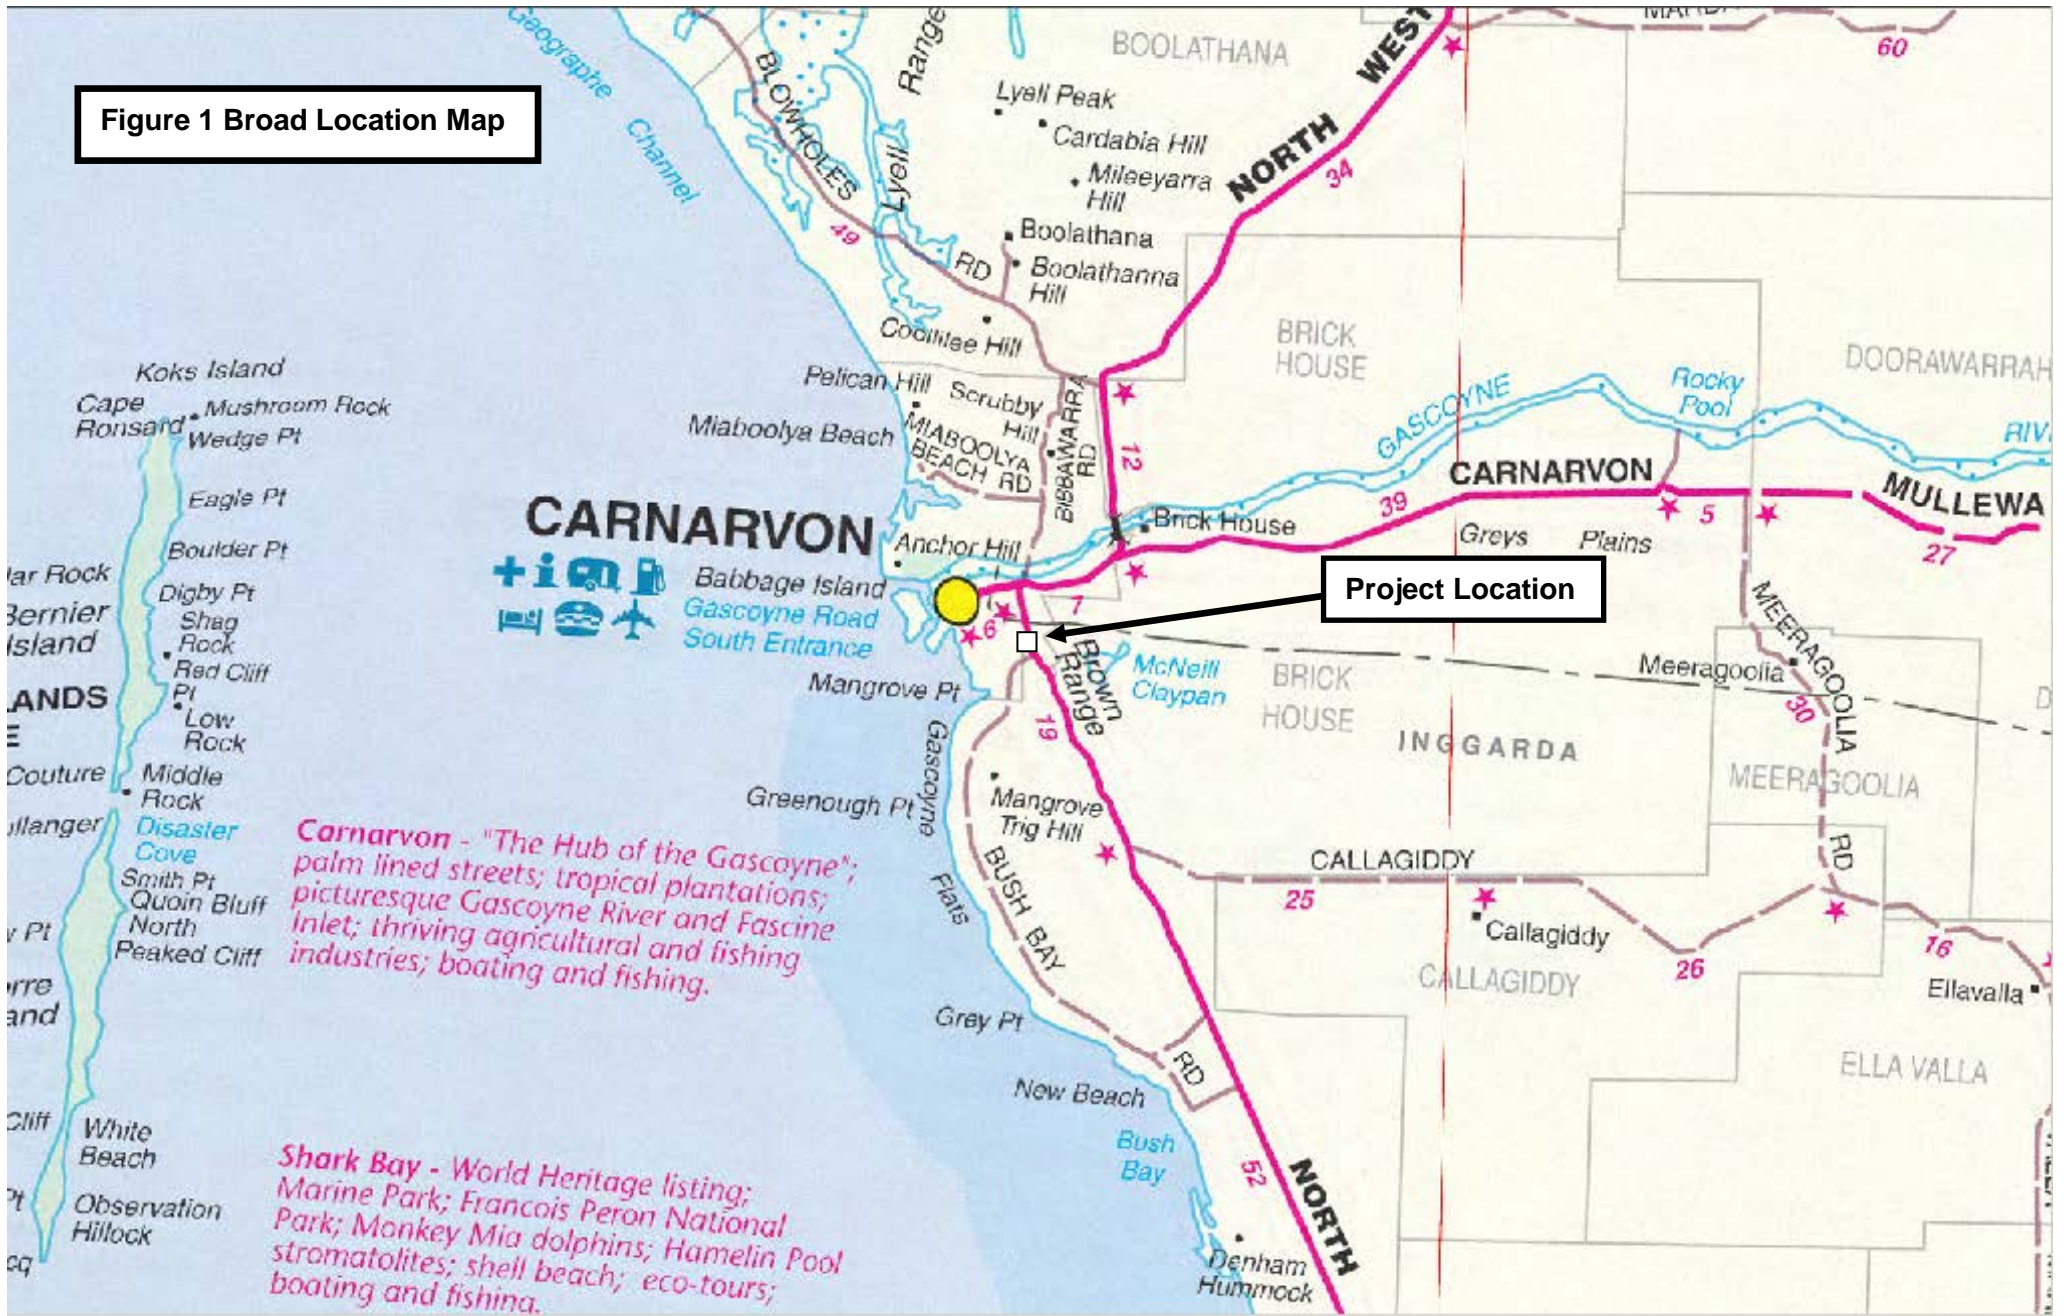 Figure 1 Broad Location Map
Geographe
Channel
BLOWHOLES
RD
49
Lyell
Range
BOOLATHANA
Lyell Peak
Cardabia Hill
Mileeyarra
Hill
Boolathana
Boolathanna
Hill
NORTH
WEST
34
60
BRICK
HOUSE
DOORAWARRAH
Pelican Hill
Scrubby
Hill
Miaboolya Beach
MIABOOLYA
BEACH RD
BIBBAWARRA
RD
12
GASCOYNE
Rocky
Pool
CARNARVON
MULLEWA
39
5
27
Greys Plains
Brick House
Koks Island
Cape
Ronsard
Mushroom Rock
Wedge Pt
Eagle Pt
Boulder Pt
Digby Pt
Shag
Rock
Red Cliff
Pt
Low
Rock
Bernier
Island
Middle
Rock
Couture
Disaster
Cove
Smith Pt
Quoin Bluff
North
Peaked Cliff
White
Beach
Observation
Hillock
CARNARVON
Anchor Hill
Babbage Island
Gascoyne Road
South Entrance
6
7
Project Location
Mangrove Pt
Brown
Range
McNeill
Claypan
19
BRICK
HOUSE
INGGARDA
Meeragoolia
MEERAGOOLIA
RD
30
MEERAGOOLIA
Gascoyne
Flats
Greenough Pt
Mangrove
Trig Hill
BUSH BAY
RD
CALLAGIDDY
25
Callagiddy
CALLAGIDDY
26
16
Ellavalla
ELLA VALLA
Grey Pt
New Beach
Bush
Bay
52
NORTH
Denham
Hummock
Carnarvon - "The Hub of the Gascoyne";
palm lined streets; tropical plantations;
picturesque Gascoyne River and Fascine
Inlet; thriving agricultural and fishing
industries; boating and fishing.
Shark Bay - World Heritage listing;
Marine Park; Francois Peron National
Park; Monkey Mia dolphins; Hamelin Pool
stromatolites; shell beach; eco-tours;
boating and fishing.